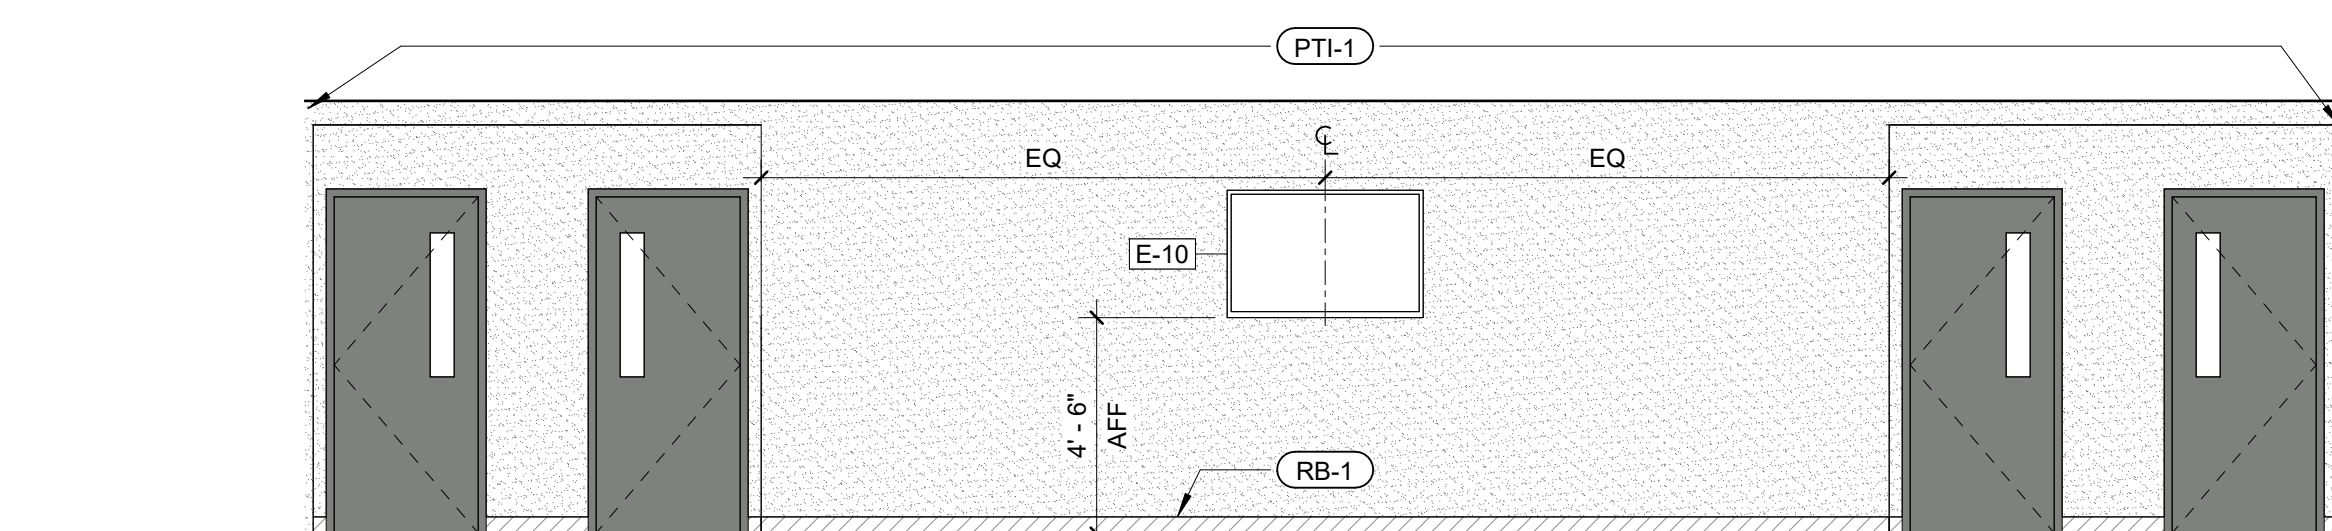 PTI-1
℄
EQ
EQ
E-10
4' - 6"
AFF
RB-1